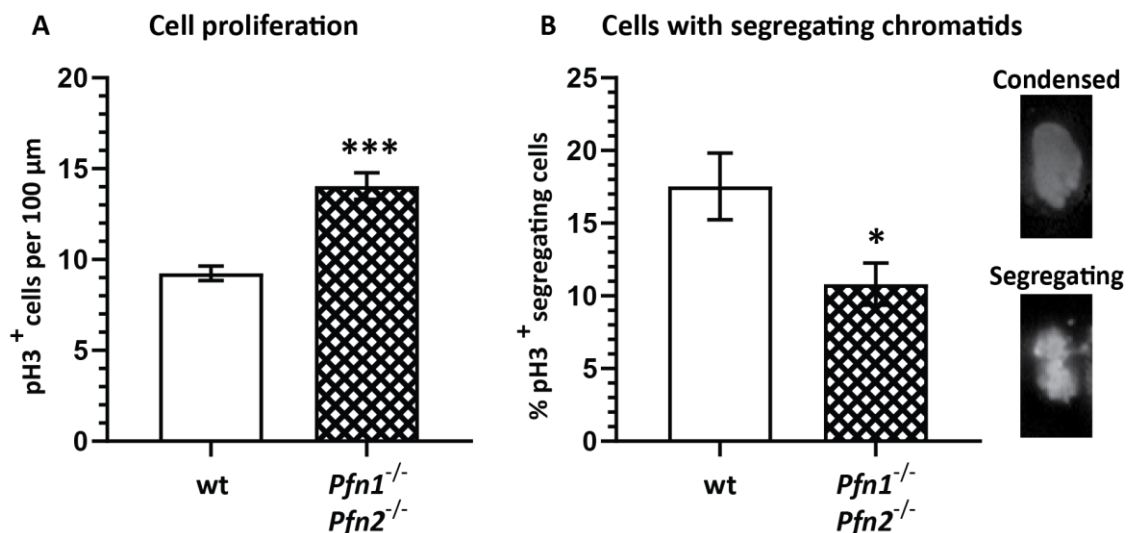 A Cell proliferation
20
15
10
5
0
pH3⁺ cells per 100 µm
***
wt
Pfn1⁻/⁻
Pfn2⁻/⁻
B Cells with segregating chromatids
25
20
15
10
5
0
% pH3⁺ segregating cells
*
wt
Pfn1⁻/⁻
Pfn2⁻/⁻
Condensed
Segregating